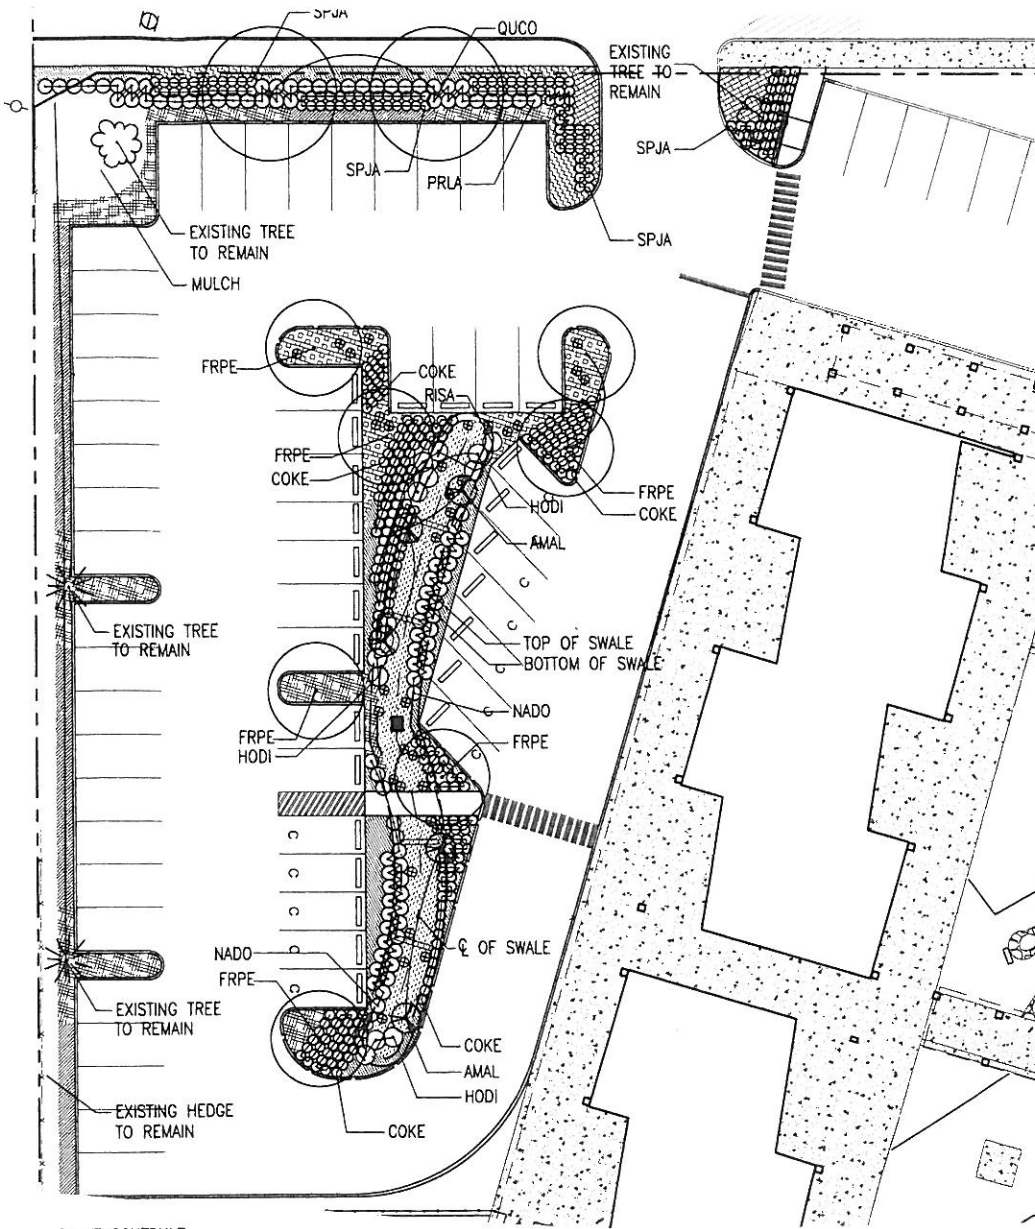 SPJA
QUCO
EXISTING
TREE TO
REMAIN
SPJA
SPJA
PRLA
SPJA
EXISTING TREE
TO REMAIN
MULCH
FRPE
COKE
RISA
FRPE
COKE
FRPE
COKE
HODI
AMAL
C
C
EXISTING TREE
TO REMAIN
TOP OF SWALE
BOTTOM OF SWALE
C
NADO
C
FRPE
HODI
FRPE
C
C
C
C
C
C
C
NADO
FRPE
℄ OF SWALE
EXISTING TREE
TO REMAIN
COKE
AMAL
HODI
EXISTING HEDGE
TO REMAIN
COKE